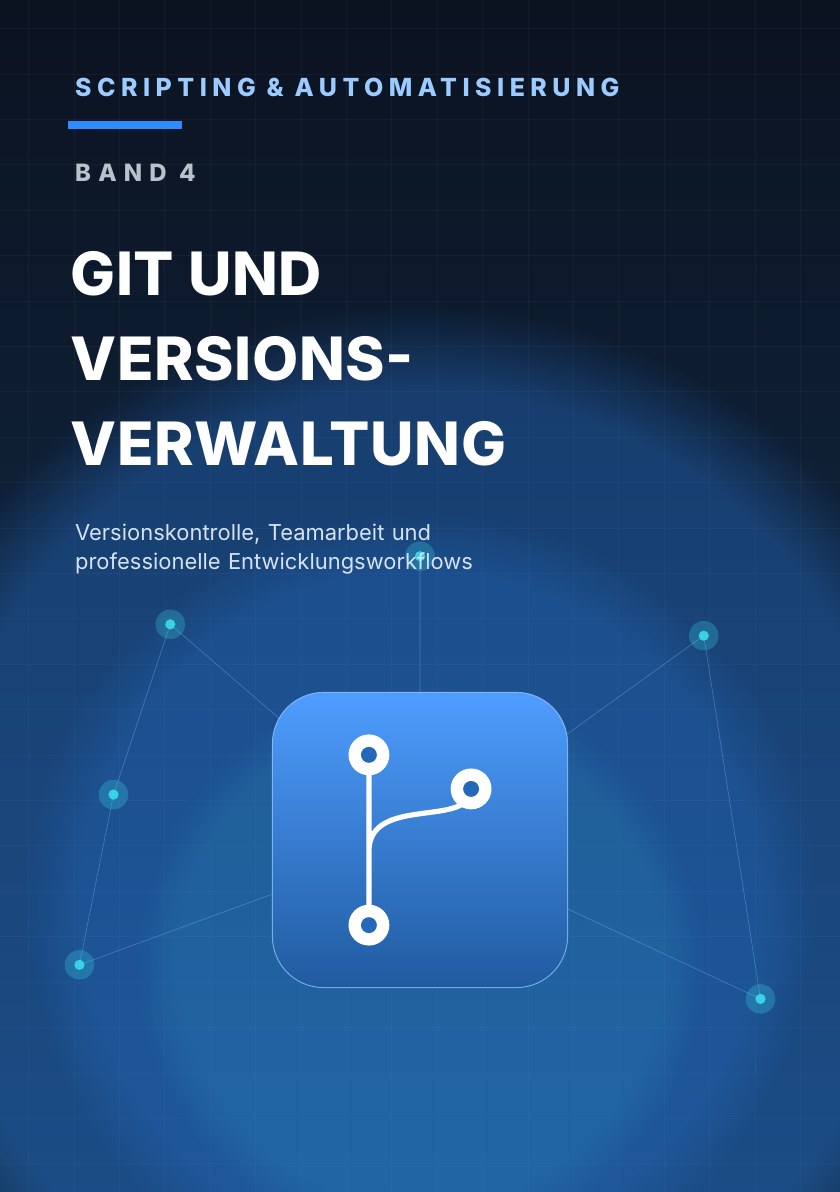 SCRIPTING & AUTOMATISIERUNG
BAND 4
GIT UND
VERSIONS-
VERWALTUNG
Versionskontrolle, Teamarbeit und
professionelle Entwicklungsworkflows